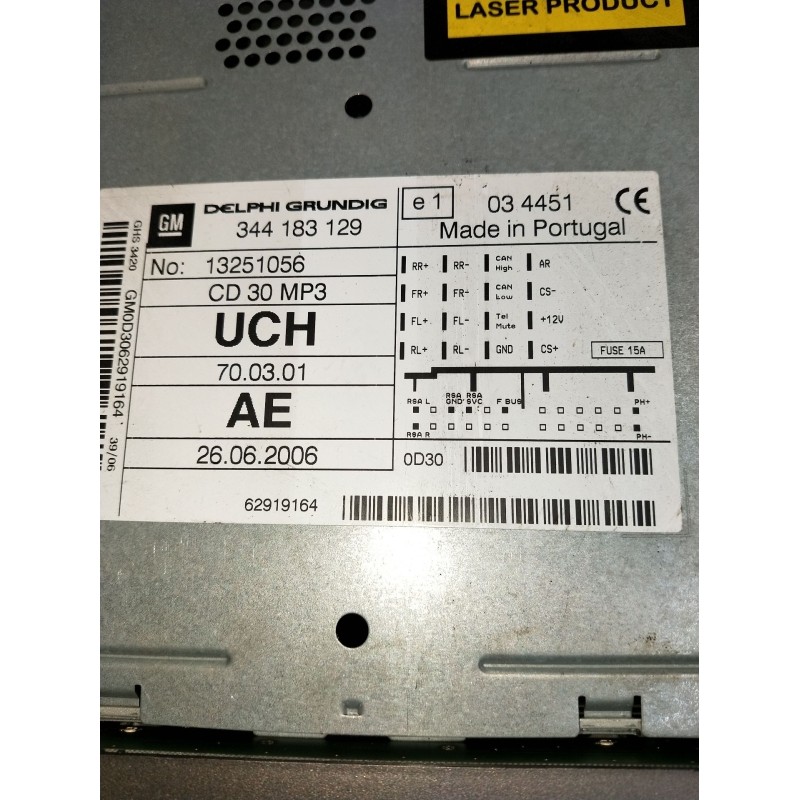 LASER PRODUCT
GM DELPHI GRUNDIG
344 183 129
e1 03 4451 CE
Made in Portugal
No: 13251056
CD 30 MP3
UCH
70.03.01
AE
26.06.2006
62919164
RR+ RR- CAN High AR
FR+ FR- CAN Low CS-
FL+ FL- Tel Mute +12V
RL+ RL- GND CS+ FUSE 15A
RSA L RSA GND' RSA SVC F BUS PH+
RSA R PH-
0D30
GHS 3420
GM0D3062919164'
39/06